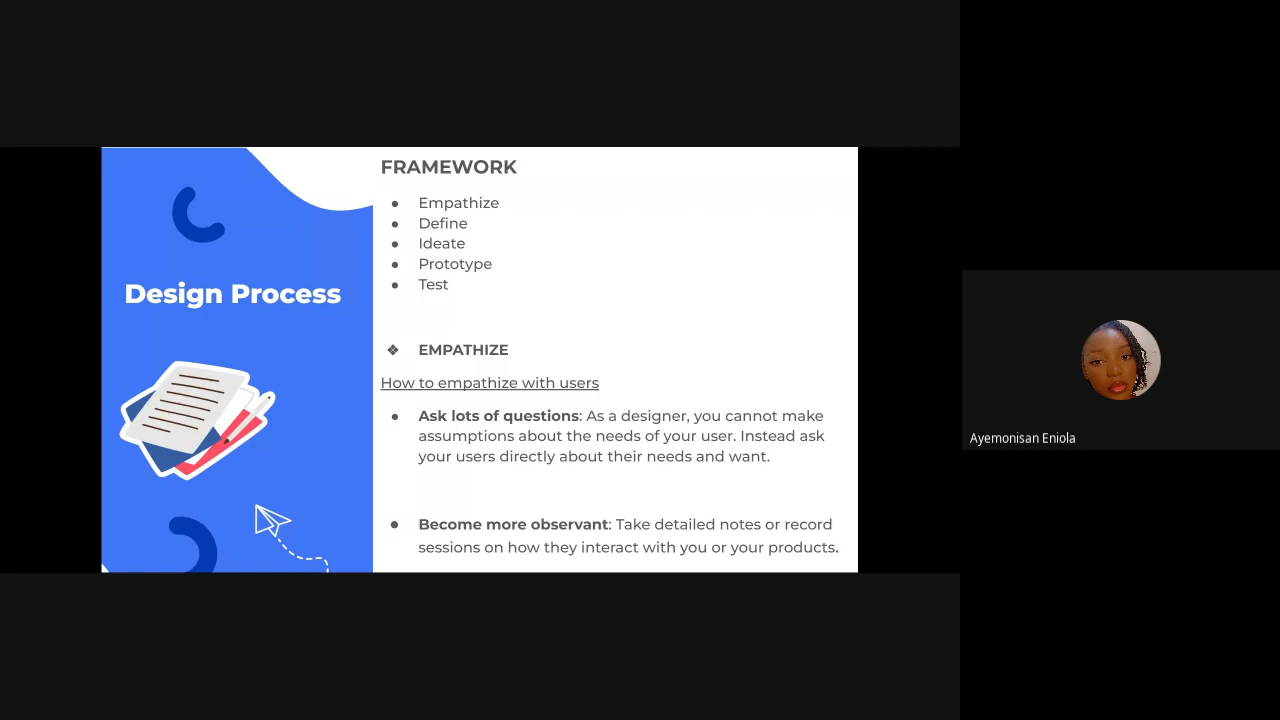 Design Process
FRAMEWORK
● Empathize
● Define
● Ideate
● Prototype
● Test
❖ EMPATHIZE
How to empathize with users
● Ask lots of questions: As a designer, you cannot make
assumptions about the needs of your user. Instead ask
your users directly about their needs and want.
● Become more observant: Take detailed notes or record
sessions on how they interact with you or your products.
Ayemonisan Eniola